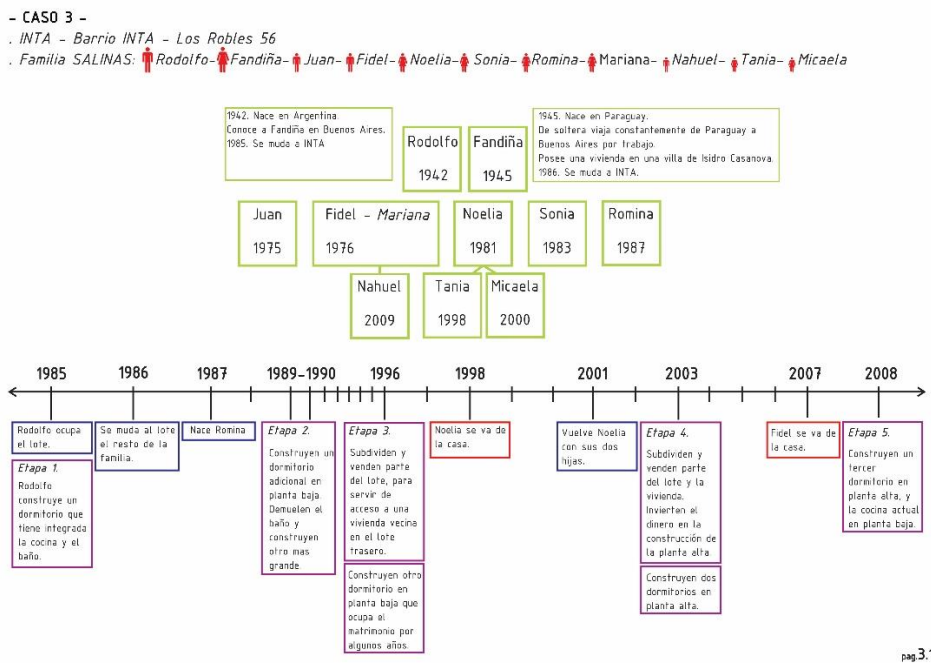 - CASO 3 -
. INTA - Barrio INTA - Los Robles 56
. Familia SALINAS: Rodolfo- Fandiña- Juan- Fidel- Noelia- Sonia- Romina- Mariana- Nahuel- Tania- Micaela
1942. Nace en Argentina.
Conoce a Fandiña en Buenos Aires.
1985. Se muda a INTA
Rodolfo
1942
Fandiña
1945
1945. Nace en Paraguay.
De soltera viaja constantemente de Paraguay a
Buenos Aires por trabajo.
Posee una vivienda en una villa de Isidro Casanova.
1986. Se muda a INTA.
Juan
1975
Fidel - Mariana
1976
Noelia
1981
Sonia
1983
Romina
1987
Nahuel
2009
Tania
1998
Micaela
2000
1985
1986
1987
1989-1990
1996
1998
2001
2003
2007
2008
Rodolfo ocupa
el lote.
Etapa 1.
Rodolfo
construye un
dormitorio que
tiene integrada
la cocina y el
baño.
Se muda al lote
el resto de la
familia.
Nace Romina
Etapa 2.
Construyen un
dormitorio
adicional en
planta baja.
Demuelen el
baño y
construyen
otro mas
grande.
Etapa 3.
Subdividen y
venden parte
del lote, para
servir de
acceso a una
vivienda vecina
en el lote
trasero.
Construyen otro
dormitorio en
planta baja que
ocupa el
matrimonio por
algunos años.
Noelia se va de
la casa.
Vuelve Noelia
con sus dos
hijas.
Etapa 4.
Subdividen y
venden parte
del lote y la
vivienda.
Invierten el
dinero en la
construcción de
la planta alta
Construyen dos
dormitorios en
planta alta.
Fidel se va de
la casa.
Etapa 5.
Construyen un
tercer
dormitorio en
planta alta, y
la cocina actual
en planta baja.
pag.3.1